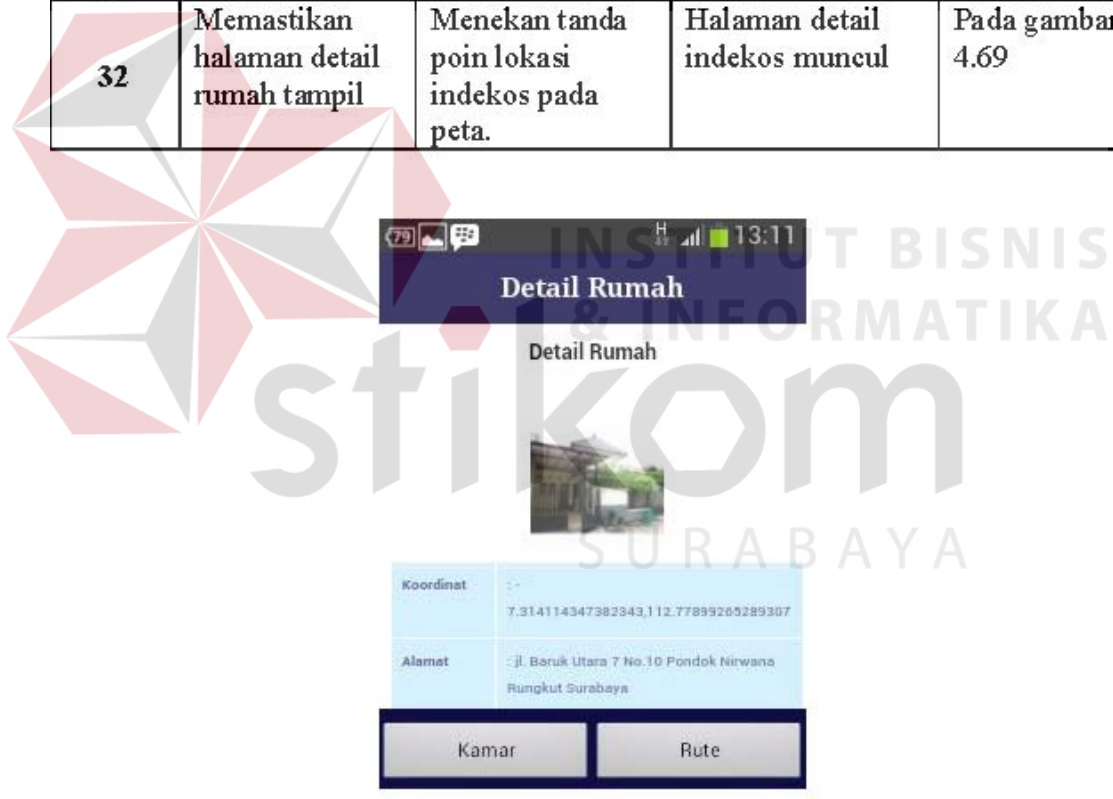 32
Memastikan
halaman detail
rumah tampil
Menekan tanda
poin lokasi
indekos pada
peta.
Halaman detail
indekos muncul
Pada gambar
4.69
79
H
13:11
INSTITUT BISNIS
Detail Rumah
& INFORMATIKA
Detail Rumah
stikom
SURABAYA
Koordinat
: -
7.314114347382343,112.77899265289307
Alamat
: jl. Baruk Utara 7 No.10 Pondok Nirwana
Rungkut Surabaya
Kamar
Rute